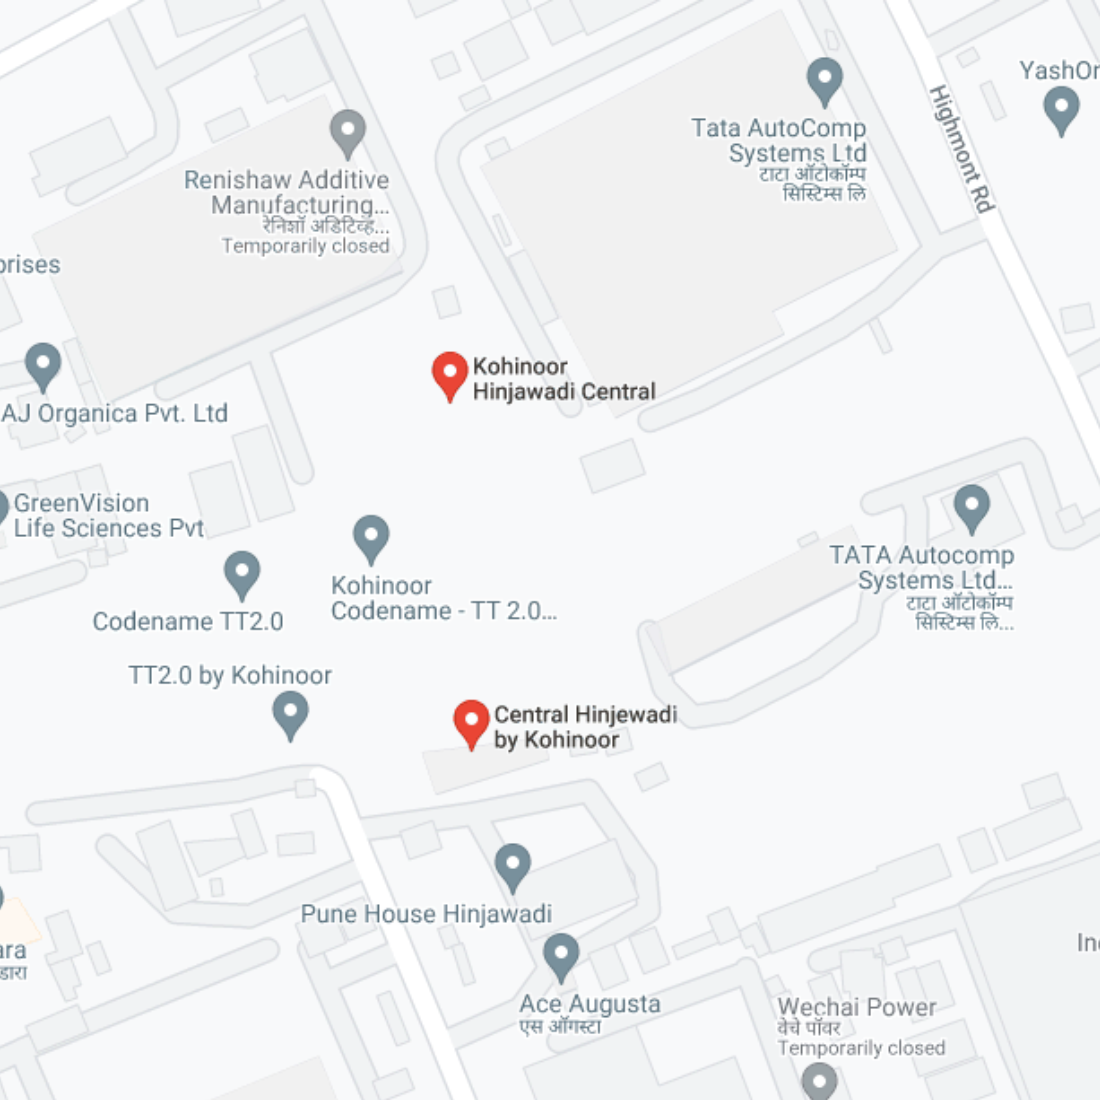 YashOn
Highmont Rd
Tata AutoComp
Systems Ltd
टाटा ऑटोकॉम्प
सिस्टिम्स लि
Renishaw Additive
Manufacturing...
रेनिशॉ अडिटिव्ह...
Temporarily closed
prises
Kohinoor
Hinjawadi Central
AJ Organica Pvt. Ltd
GreenVision
Life Sciences Pvt
TATA Autocomp
Systems Ltd...
टाटा ऑटोकॉम्प
सिस्टिम्स लि...
Kohinoor
Codename - TT 2.0...
Codename TT2.0
TT2.0 by Kohinoor
Central Hinjewadi
by Kohinoor
Pune House Hinjawadi
ara
डारा
Ace Augusta
एस ऑगस्टा
Wechai Power
वेचे पॉवर
Temporarily closed